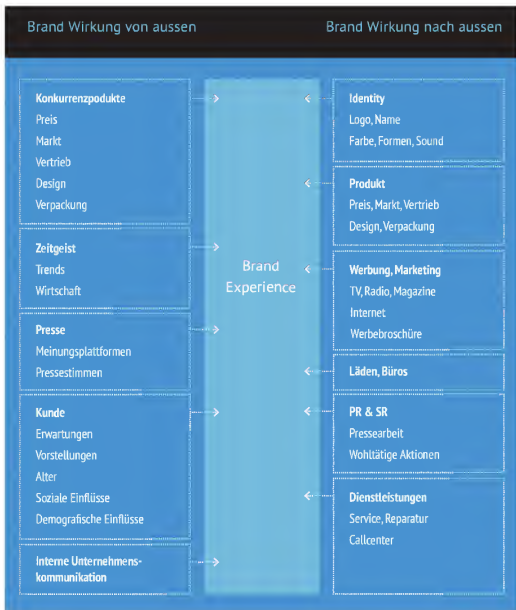 Brand Wirkung von aussen
Brand Wirkung nach aussen
Konkurrenzpodukte
Preis
Markt
Vertrieb
Design
Verpackung
Zeitgeist
Trends
Wirtschaft
Presse
Meinungsplattformen
Pressestimmen
Kunde
Erwartungen
Vorstellungen
Alter
Soziale Einflüsse
Demografische Einflüsse
Interne Unternehmens-
kommunikation
Brand
Experience
Identity
Logo, Name
Farbe, Formen, Sound
Produkt
Preis, Markt, Vertrieb
Design, Verpackung
Werbung, Marketing
TV, Radio, Magazine
Internet
Werbebroschüre
Läden, Büros
PR & SR
Pressearbeit
Wohltätige Aktionen
Dienstleistungen
Service, Reparatur
Callcenter